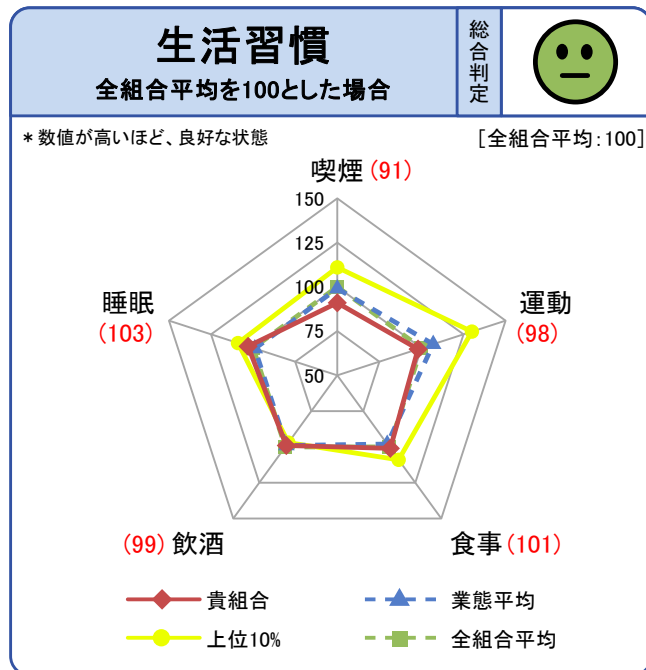 生活習慣
全組合平均を100とした場合
総合判定
* 数値が高いほど、良好な状態
[全組合平均:100]
喫煙(91)
150
125
100
75
50
睡眠
(103)
運動
(98)
(99)飲酒
食事(101)
貴組合
業態平均
上位10%
全組合平均